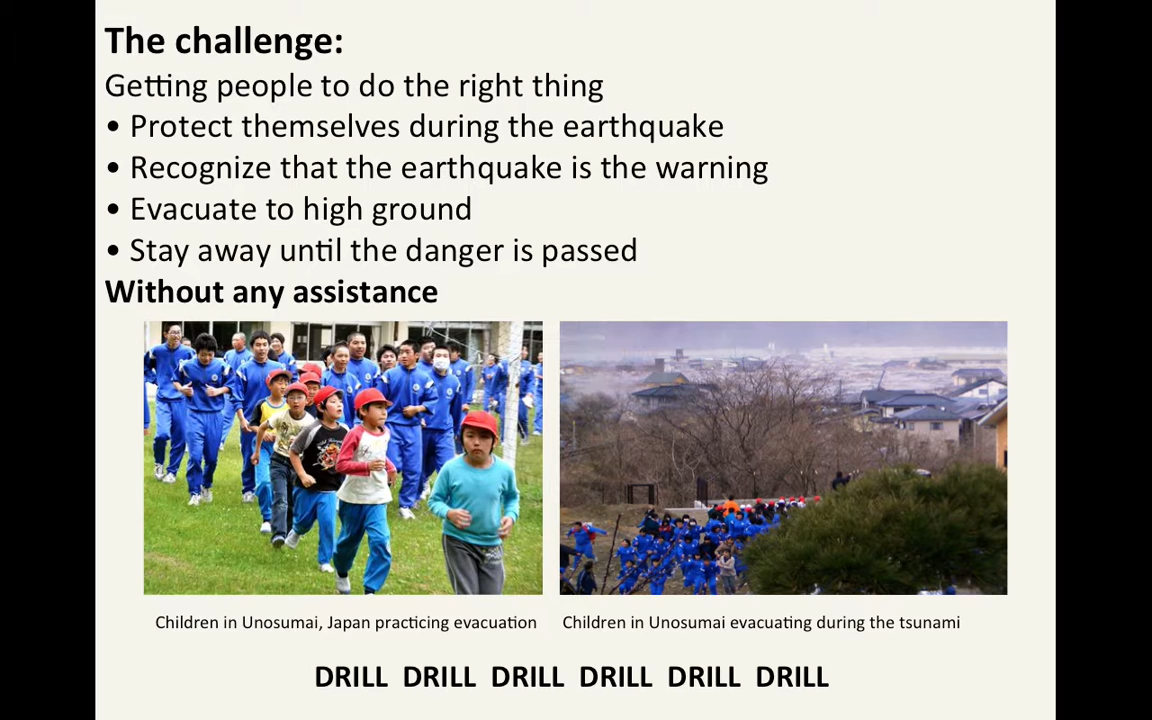 The challenge:
Getting people to do the right thing
• Protect themselves during the earthquake
• Recognize that the earthquake is the warning
• Evacuate to high ground
• Stay away until the danger is passed
Without any assistance
Children in Unosumai, Japan practicing evacuation
Children in Unosumai evacuating during the tsunami
DRILL DRILL DRILL DRILL DRILL DRILL